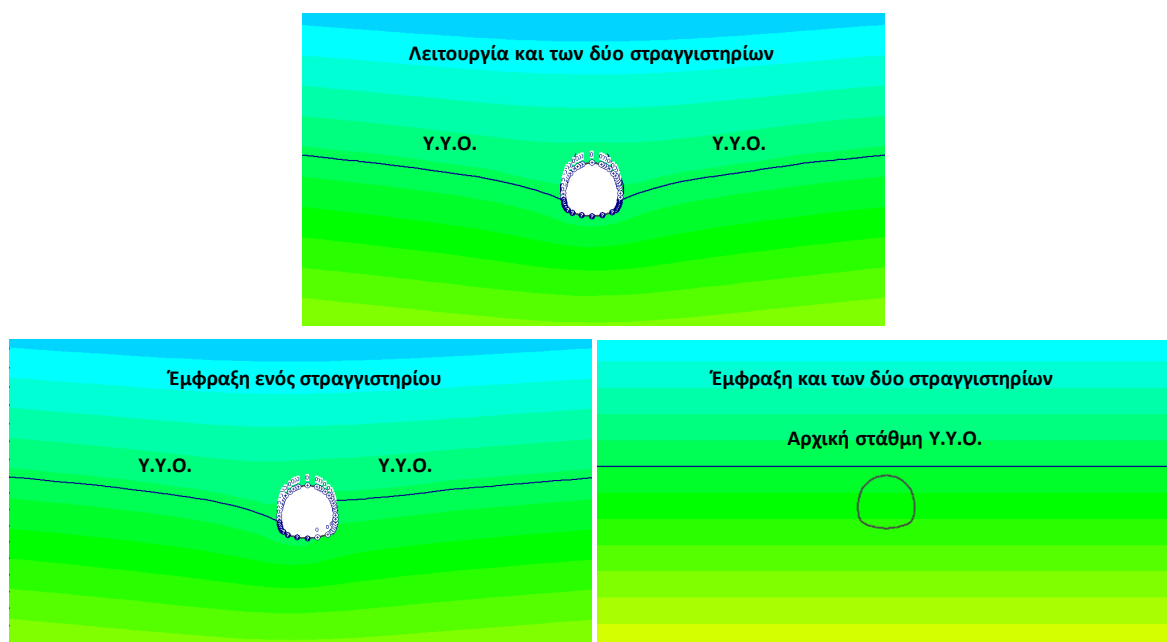 Λειτουργία και των δύο στραγγιστηρίων
Υ.Υ.Ο.
Υ.Υ.Ο.
Έμφραξη ενός στραγγιστηρίου
Υ.Υ.Ο.
Υ.Υ.Ο.
Έμφραξη και των δύο στραγγιστηρίων
Αρχική στάθμη Υ.Υ.Ο.